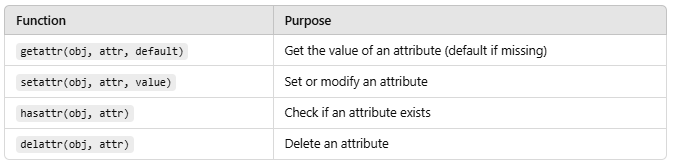 Function Purpose
getattr(obj, attr, default) Get the value of an attribute (default if missing)
setattr(obj, attr, value) Set or modify an attribute
hasattr(obj, attr) Check if an attribute exists
delattr(obj, attr) Delete an attribute